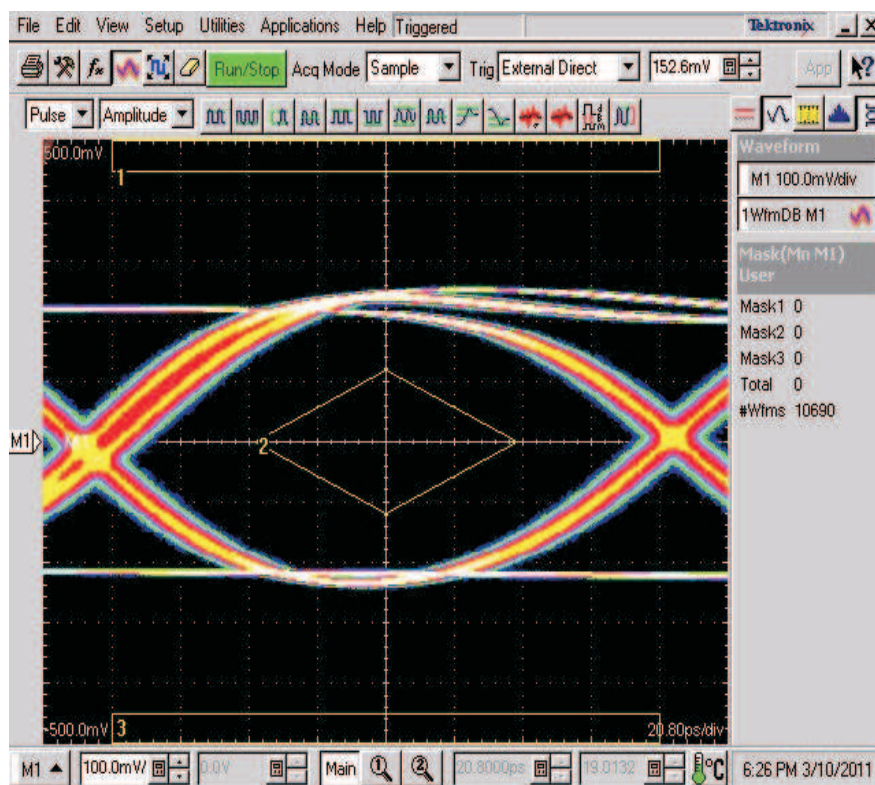 File Edit View Setup Utilities Applications Help Triggered Tektronix
Run/Stop Acq Mode Sample Trig External Direct 152.6mV App
Pulse Amplitude
500.0mV
1
Waveform
M1 100.0mV/div
1WfmDB M1
Mask(Mn M1)
User
Mask1 0
Mask2 0
Mask3 0
Total 0
#Wfms 10690
M1
2
-500.0mV 3 20.80ps/div
M1 100.0mV/ 0.0V Main 1 2 20.8000ps 19.0132 °C 6:26 PM 3/10/2011